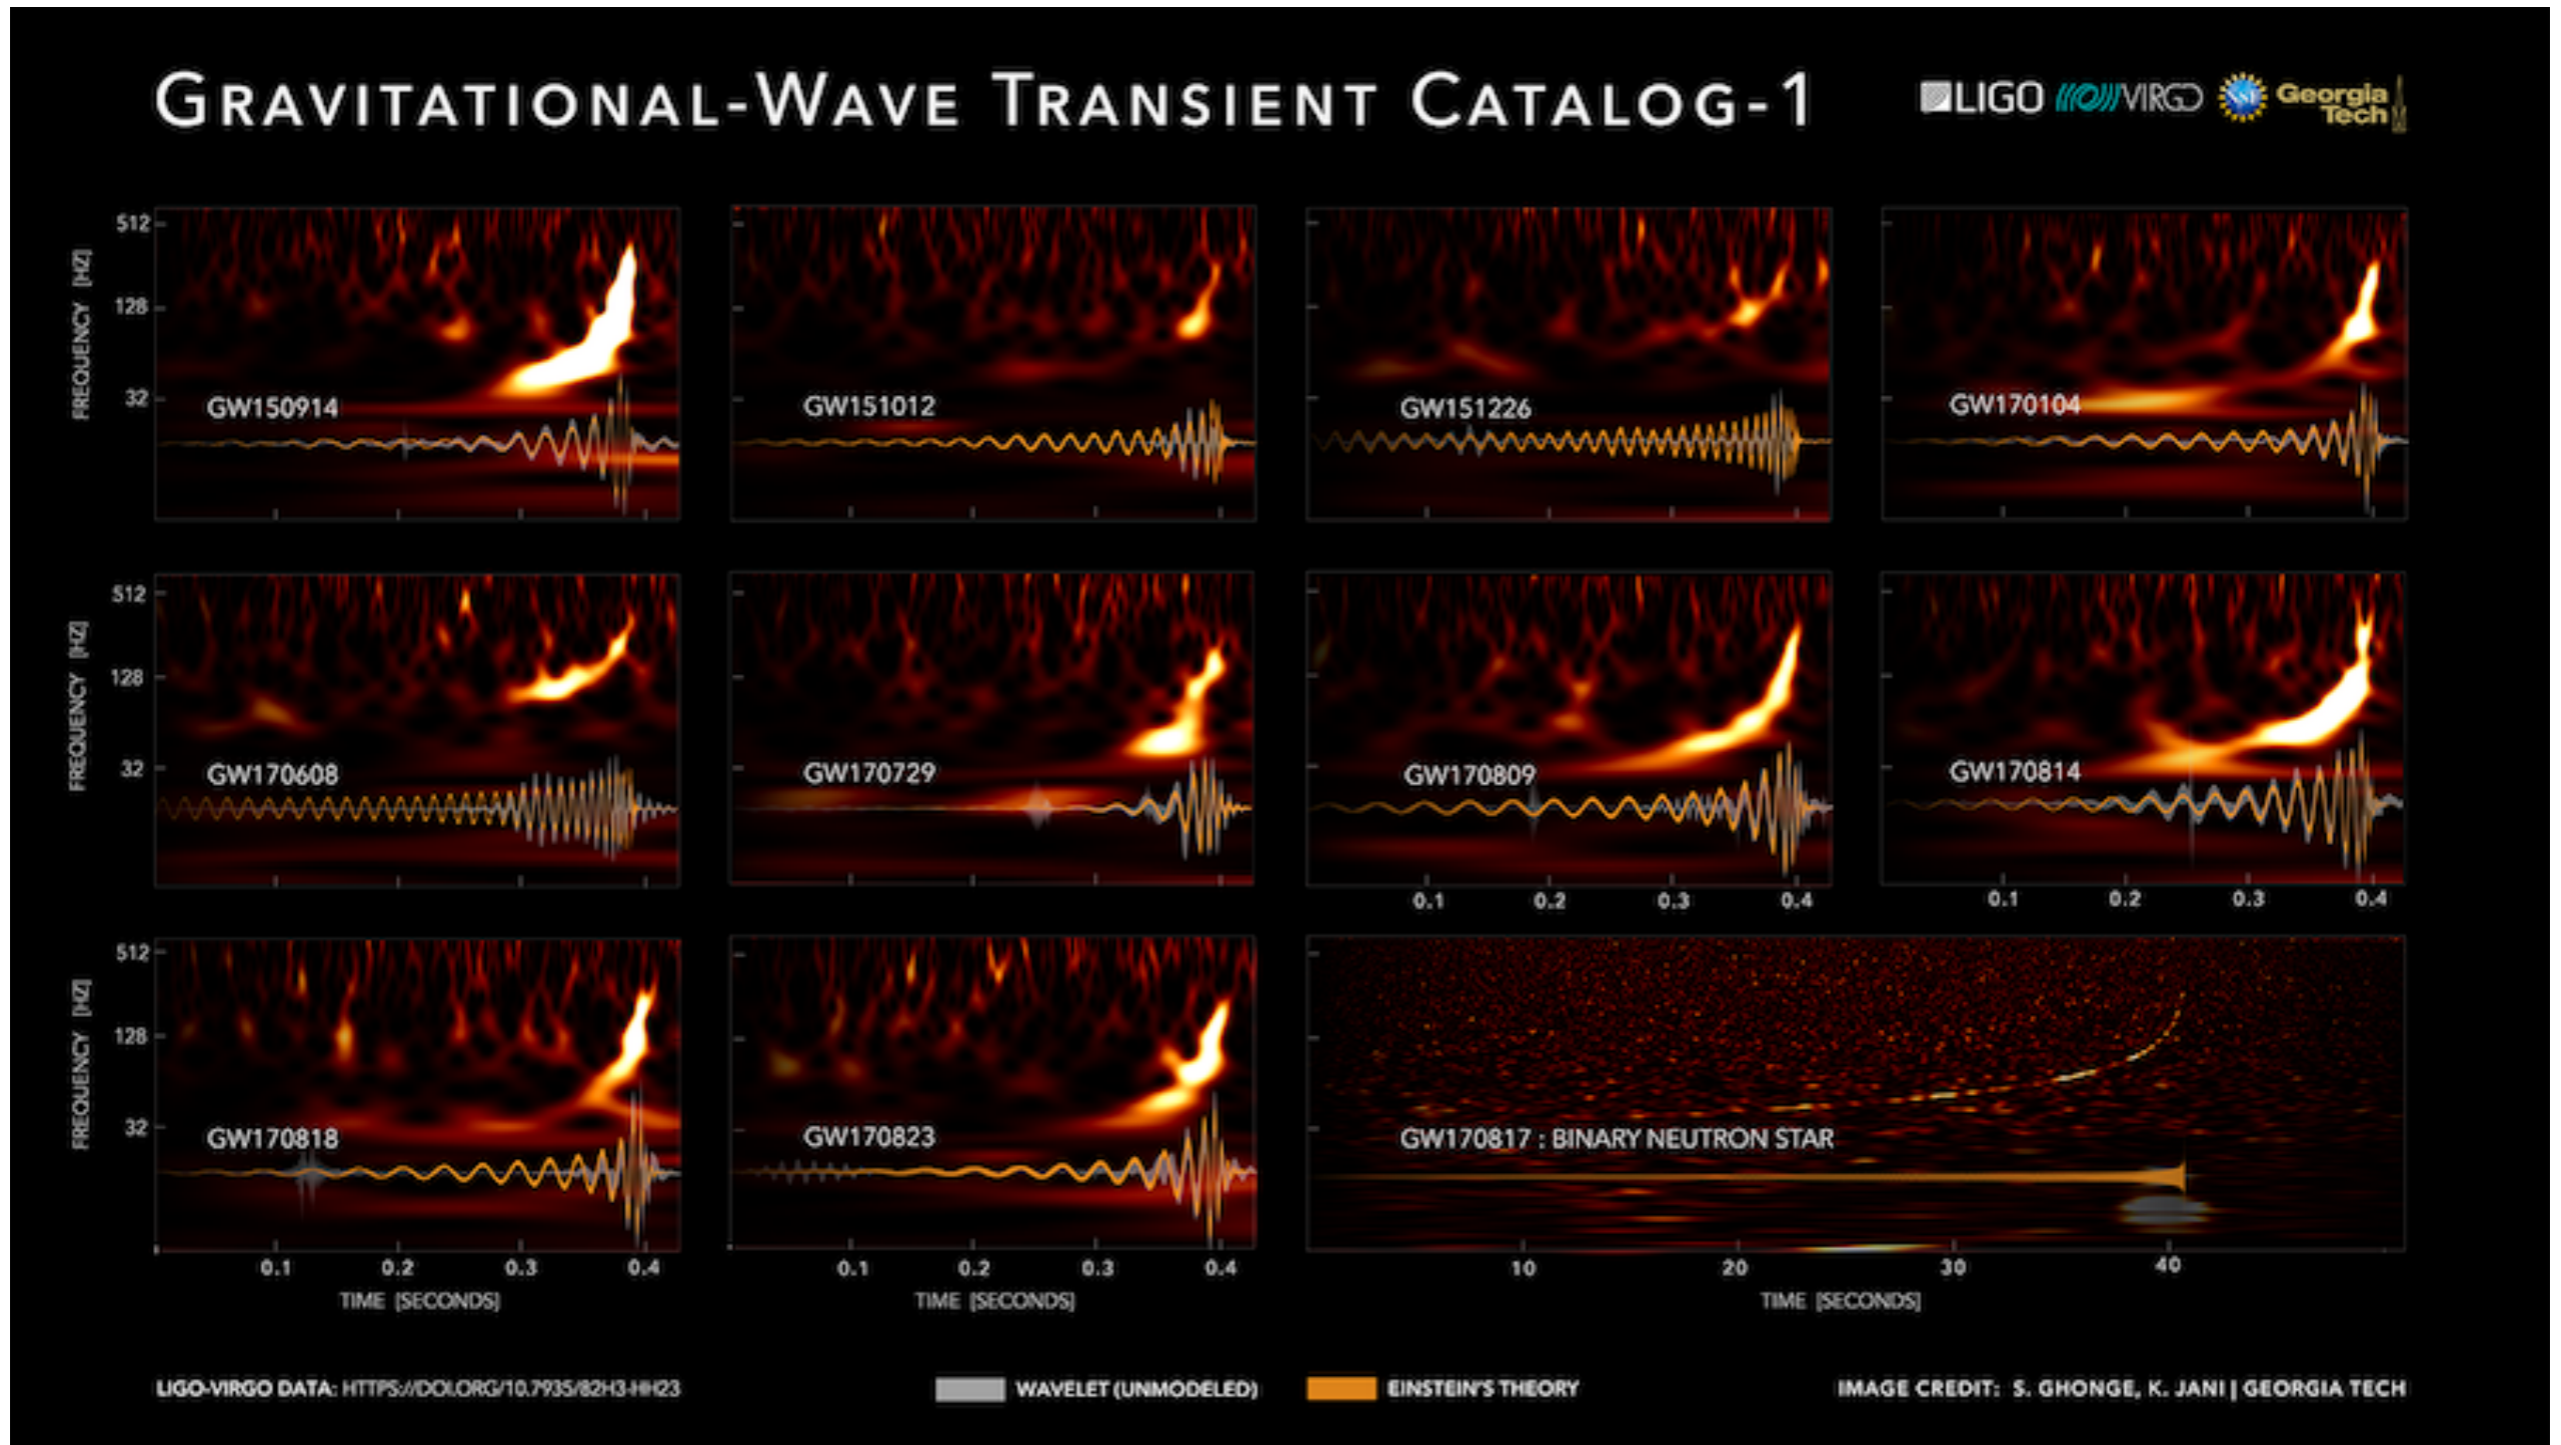 GRAVITATIONAL-WAVE TRANSIENT CATALOG-1
LIGO
VIRGO
NSF
Georgia
Tech
FREQUENCY [HZ]
512
128
32
GW150914
GW151012
GW151226
GW170104
FREQUENCY [HZ]
512
128
32
GW170608
GW170729
GW170809
0.1 0.2 0.3 0.4
GW170814
0.1 0.2 0.3 0.4
FREQUENCY [HZ]
512
128
32
GW170818
0.1 0.2 0.3 0.4
TIME [SECONDS]
GW170823
0.1 0.2 0.3 0.4
TIME [SECONDS]
GW170817 : BINARY NEUTRON STAR
10 20 30 40
TIME [SECONDS]
LIGO-VIRGO DATA: HTTPS://DOI.ORG/10.7935/82H3-HH23
WAVELET (UNMODELED)
EINSTEIN'S THEORY
IMAGE CREDIT: S. GHONGE, K. JANI | GEORGIA TECH